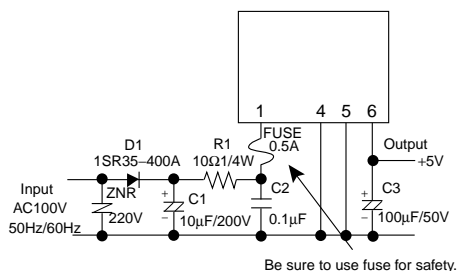 1 4 5 6
FUSE
0.5A
D1
1SR35−400A
R1
10Ω1/4W
Output
+5V
Input
AC100V
50Hz/60Hz
ZNR
220V
+
−
C1
10μF/200V
C2
0.1μF
+
−
C3
100μF/50V
Be sure to use fuse for safety.